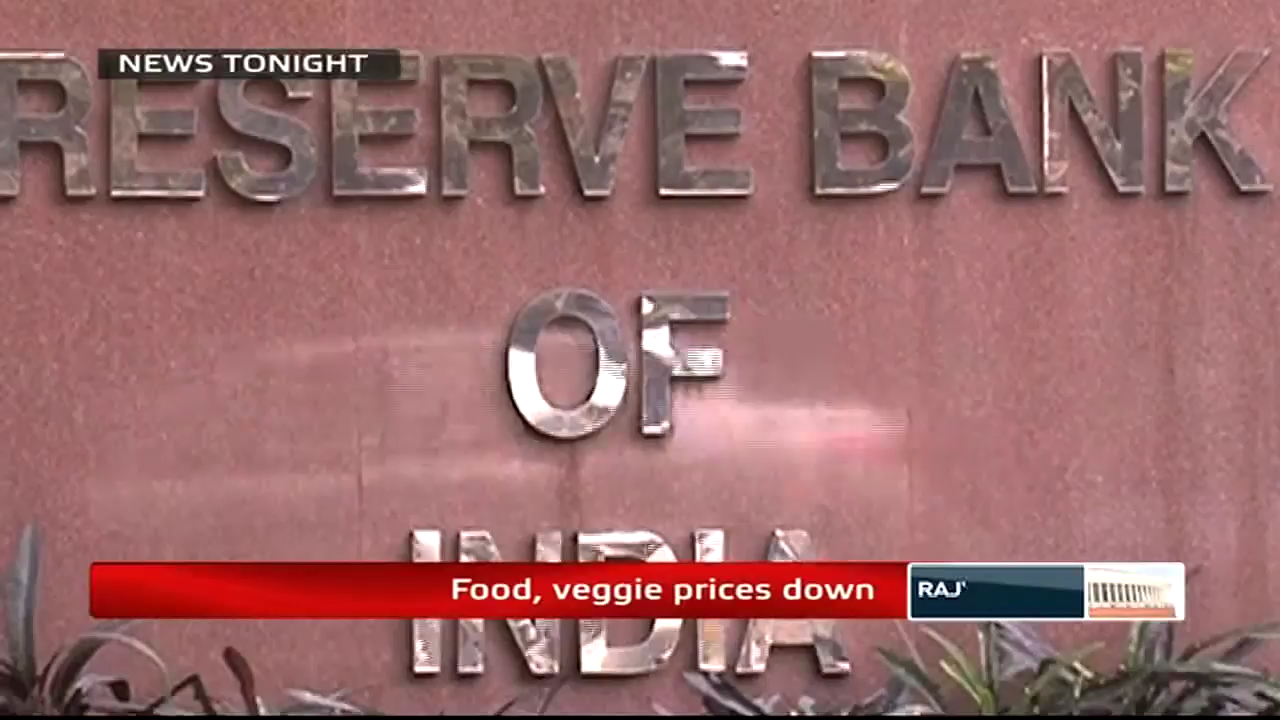 NEWS TONIGHT
RESERVE BANK
OF
INDIA
Food, veggie prices down
RAJ